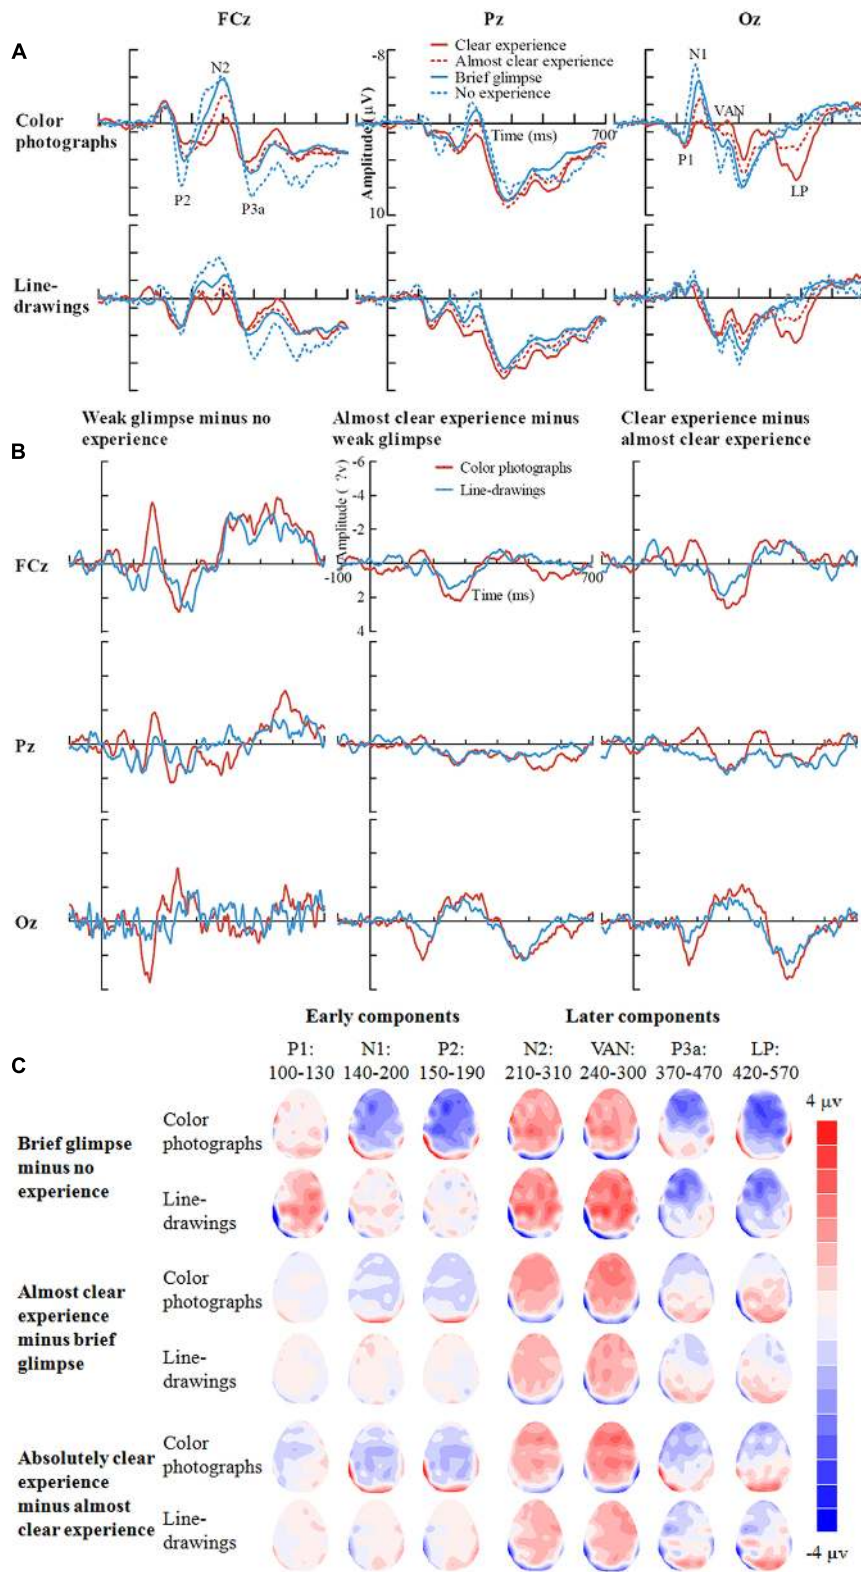 FCz Pz Oz
A
-8
Clear experience
Almost clear experience
Brief glimpse
No experience
N2
N1
VAN
Color
photographs
Time (ms) 700
Amplitude (μV)
P1
P2
P3a
10
LP
Line-
drawings
Weak glimpse minus no
experience
Almost clear experience minus
weak glimpse
Clear experience minus
almost clear experience
B
-6
-4
-2
2
4
Amplitude ( ?v)
Color photographs
Line-drawings
FCz
-100
700
Time (ms)
Pz
Oz
Early components Later components
C
P1: N1: P2: N2: VAN: P3a: LP:
100-130 140-200 150-190 210-310 240-300 370-470 420-570
4 μv
Brief glimpse
minus no
experience
Color
photographs
Line-
drawings
Almost clear
experience
minus brief
glimpse
Color
photographs
Line-
drawings
Absolutely clear
experience
minus almost
clear experience
Color
photographs
Line-
drawings
-4 μv